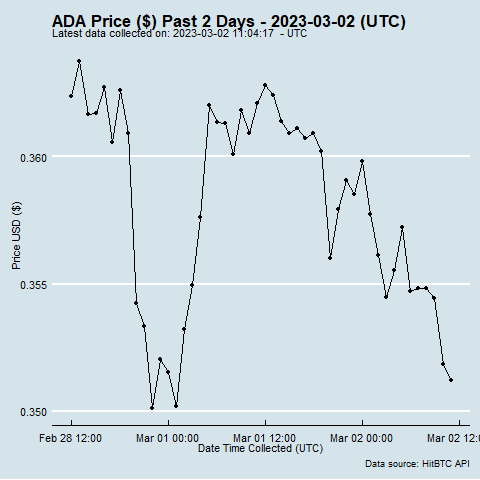 ADA Price ($) Past 2 Days - 2023-03-02 (UTC)
Latest data collected on: 2023-03-02 11:04:17 - UTC
0.360
0.355
0.350
Price USD ($)
Feb 28 12:00 Mar 01 00:00 Mar 01 12:00 Mar 02 00:00 Mar 02 12:0
Date Time Collected (UTC)
Data source: HitBTC API